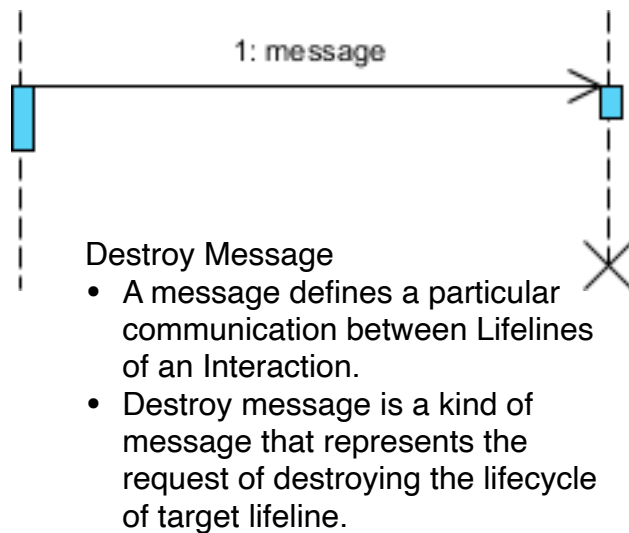 1: message
Destroy Message
• A message defines a particular
communication between Lifelines
of an Interaction.
• Destroy message is a kind of
message that represents the
request of destroying the lifecycle
of target lifeline.